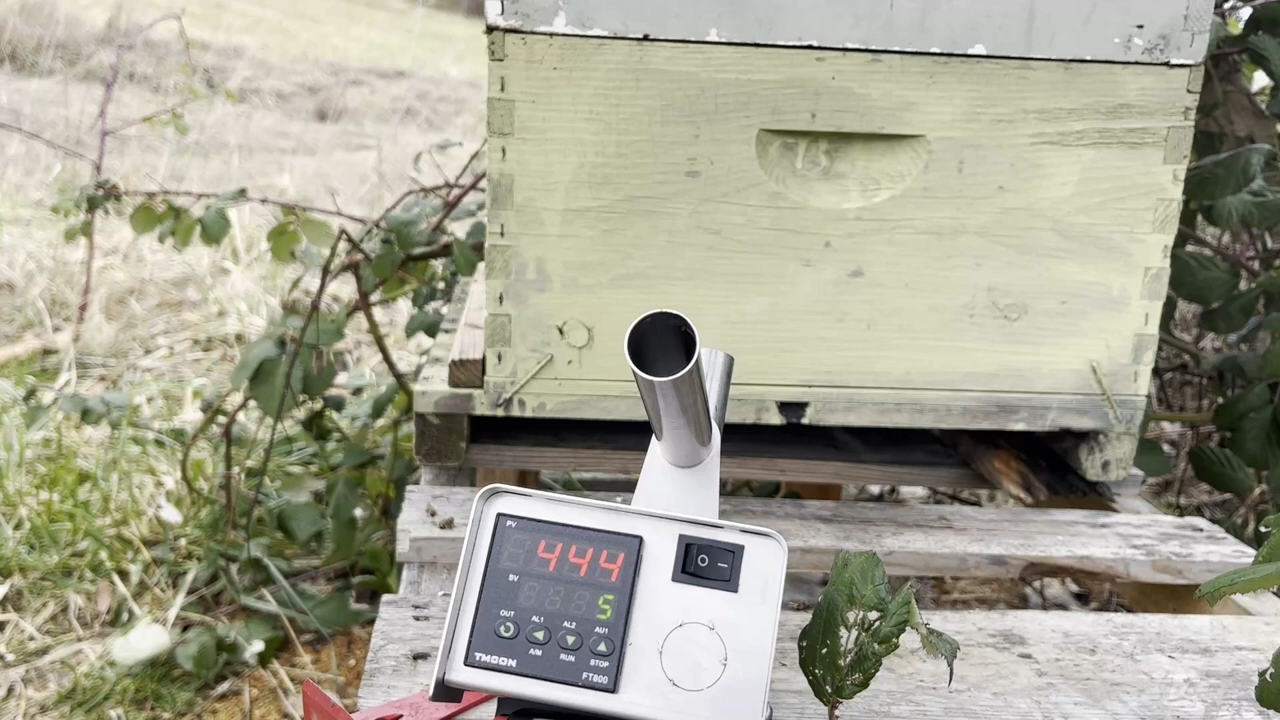 PV
444
SV
5
OUT AL1 AL2 AU1
A/M RUN STOP
TMCON
FT800